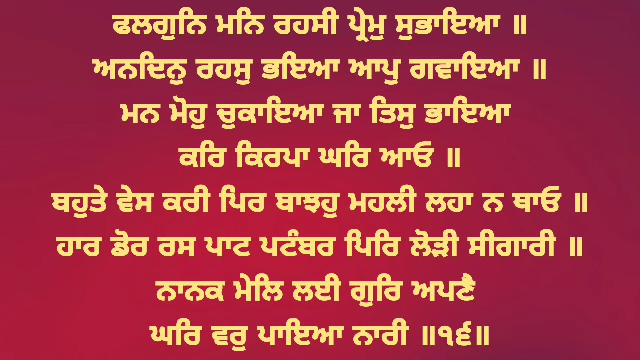 ਫਲਗੁਨਿ ਮਨਿ ਰਹਸੀ ਪ੍ਰੇਮੁ ਸੁਭਾਇਆ ॥
ਅਨਦਿਨੁ ਰਹਸੁ ਭਇਆ ਆਪੁ ਗਵਾਇਆ ॥
ਮਨ ਮੋਹੁ ਚੁਕਾਇਆ ਜਾ ਤਿਸੁ ਭਾਇਆ
ਕਰਿ ਕਿਰਪਾ ਘਰਿ ਆਓ ॥
ਬਹੁਤੇ ਵੇਸ ਕਰੀ ਪਿਰ ਬਾਝਹੁ ਮਹਲੀ ਲਹਾ ਨ ਥਾਓ ॥
ਹਾਰ ਡੋਰ ਰਸ ਪਾਟ ਪਟੰਬਰ ਪਿਰਿ ਲੋੜੀ ਸੀਗਾਰੀ ॥
ਨਾਨਕ ਮੇਲਿ ਲਈ ਗੁਰਿ ਅਪਣੈ
ਘਰਿ ਵਰੁ ਪਾਇਆ ਨਾਰੀ ॥੧੬॥